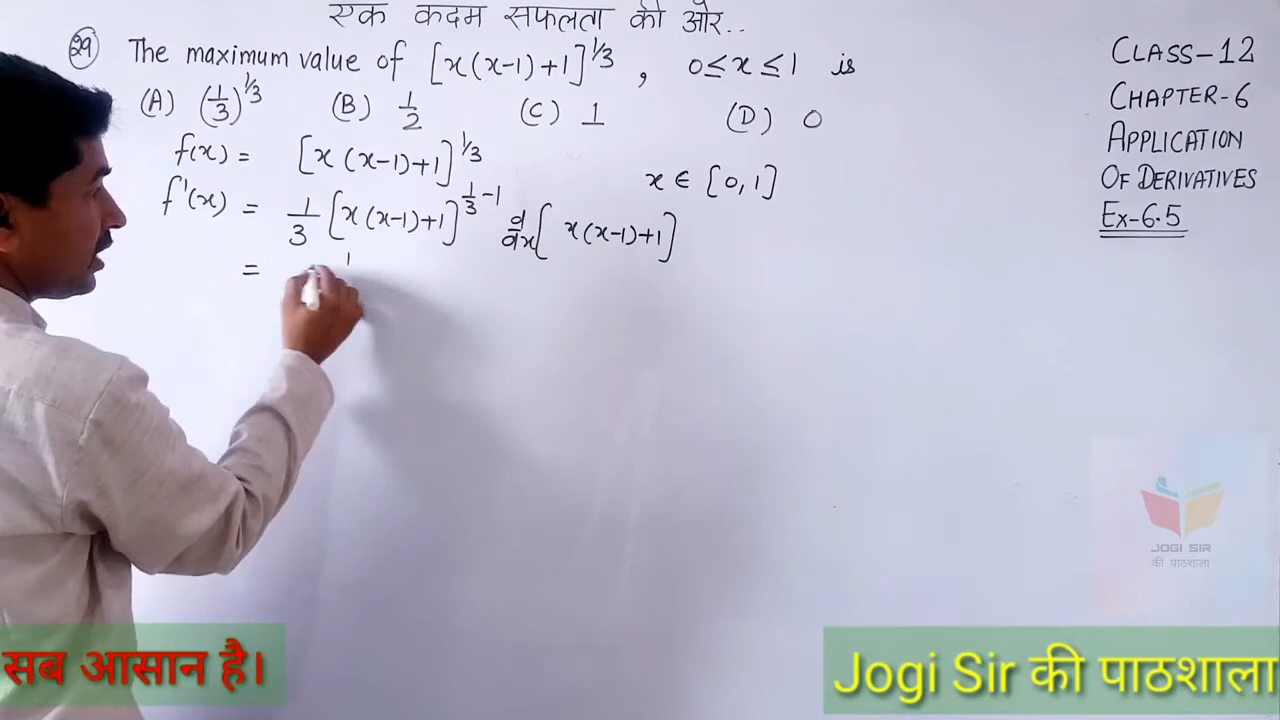 एक कदम सफलता की ओर..
(29) The maximum value of [x(x-1)+1]^{1/3}, 0≤x≤1 is
(A) (1/3)^{1/3} (B) 1/2 (C) 1 (D) 0
f(x) = [x(x-1)+1]^{1/3}
x ∈ [0,1]
f'(x) = 1/3 [x(x-1)+1]^{1/3-1} d/dx [x(x-1)+1]
= 1
CLASS-12
CHAPTER-6
APPLICATION
OF DERIVATIVES
Ex-6.5
JOGI SIR
की पाठशाला
सब आसान है।
Jogi Sir की पाठशाला